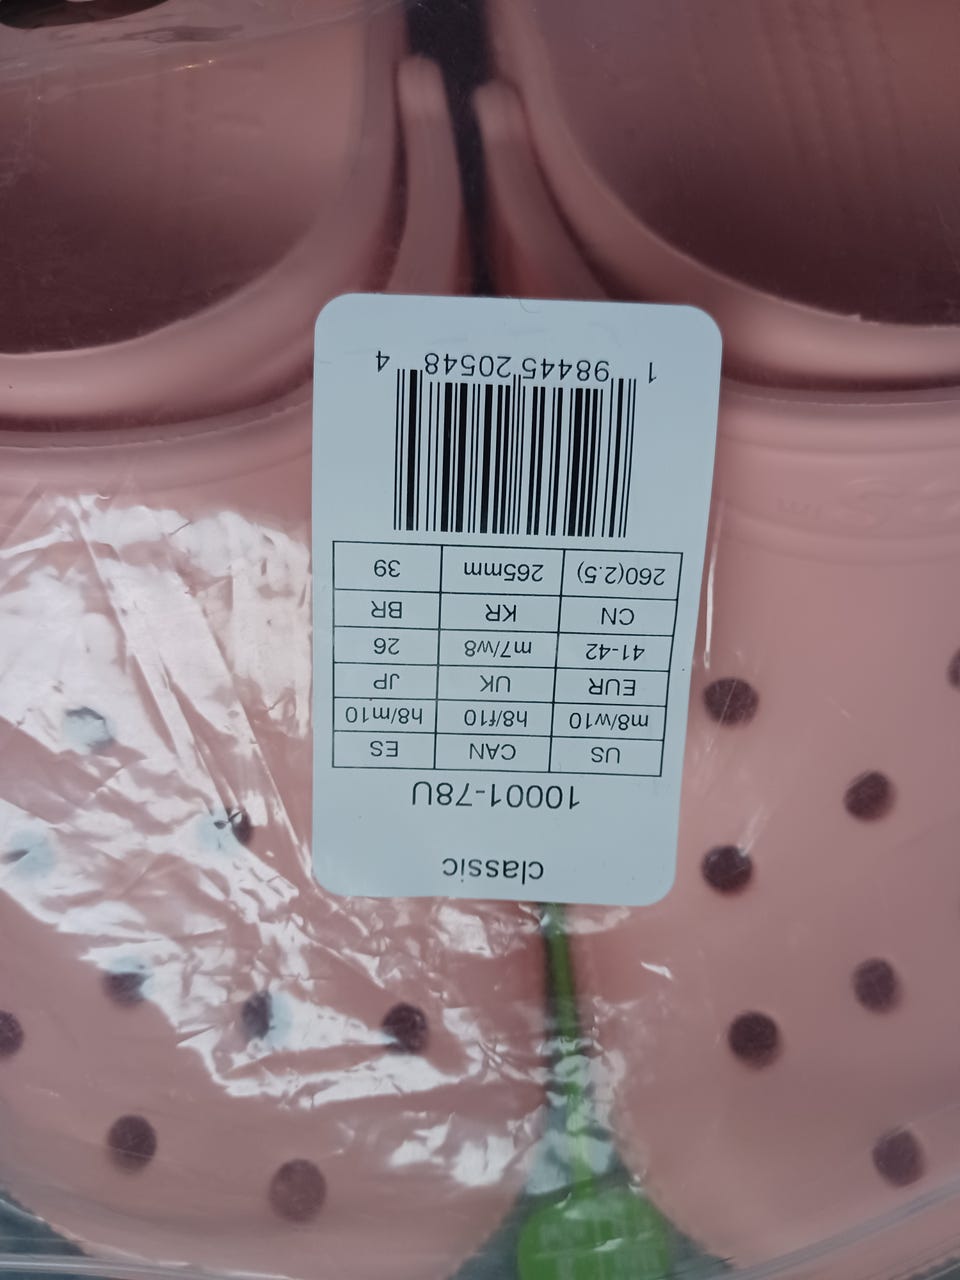 classic
10001-78U
US CAN ES
m8/w10 h8/f10 h8/m10
EUR UK JP
41-42 m7/w8 26
CN KR BR
260(2.5) 265mm 39
1 98445 20548 4